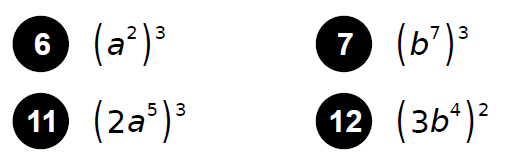 6 (a²)³ 7 (b⁷)³
11 (2a⁵)³ 12 (3b⁴)²